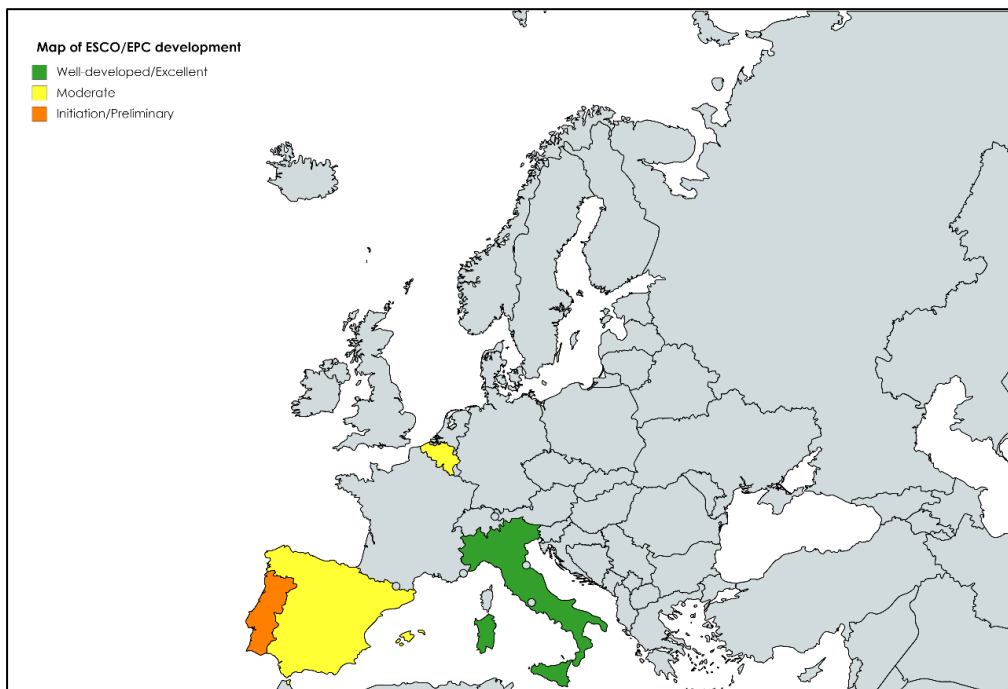 Map of ESCO/EPC development
Well-developed/Excellent
Moderate
Initiation/Preliminary